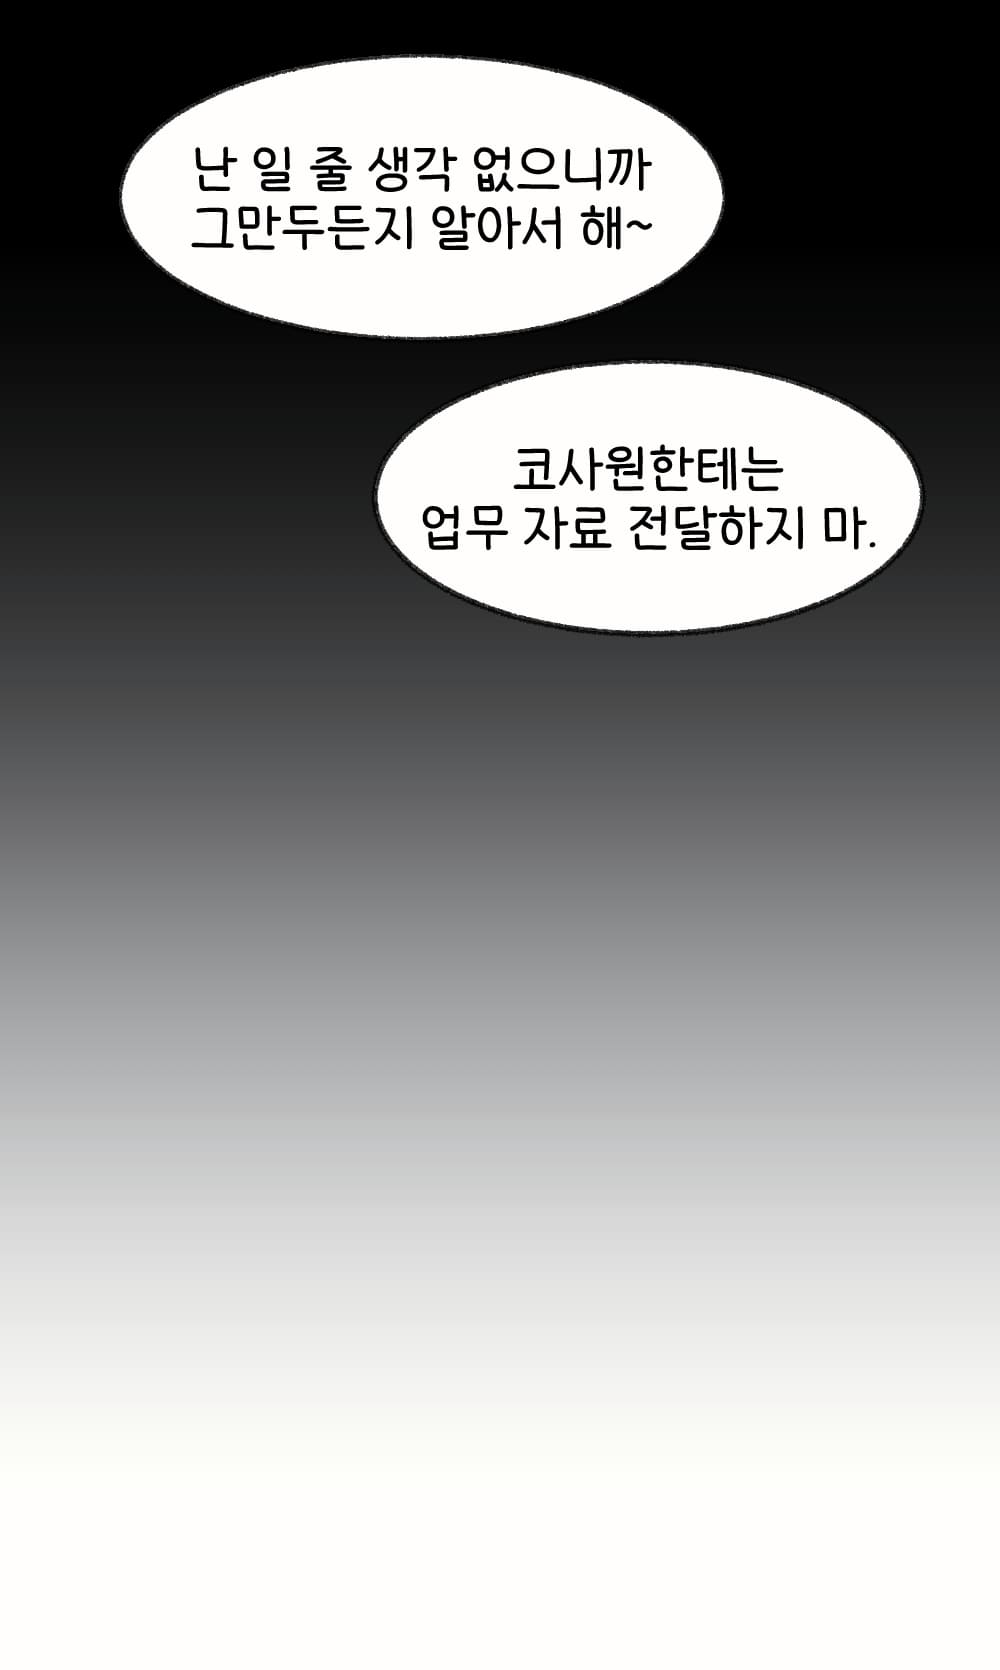 난 일 줄 생각 없으니까
그만두든지 알아서 해~
코사원한테는
업무 자료 전달하지 마.